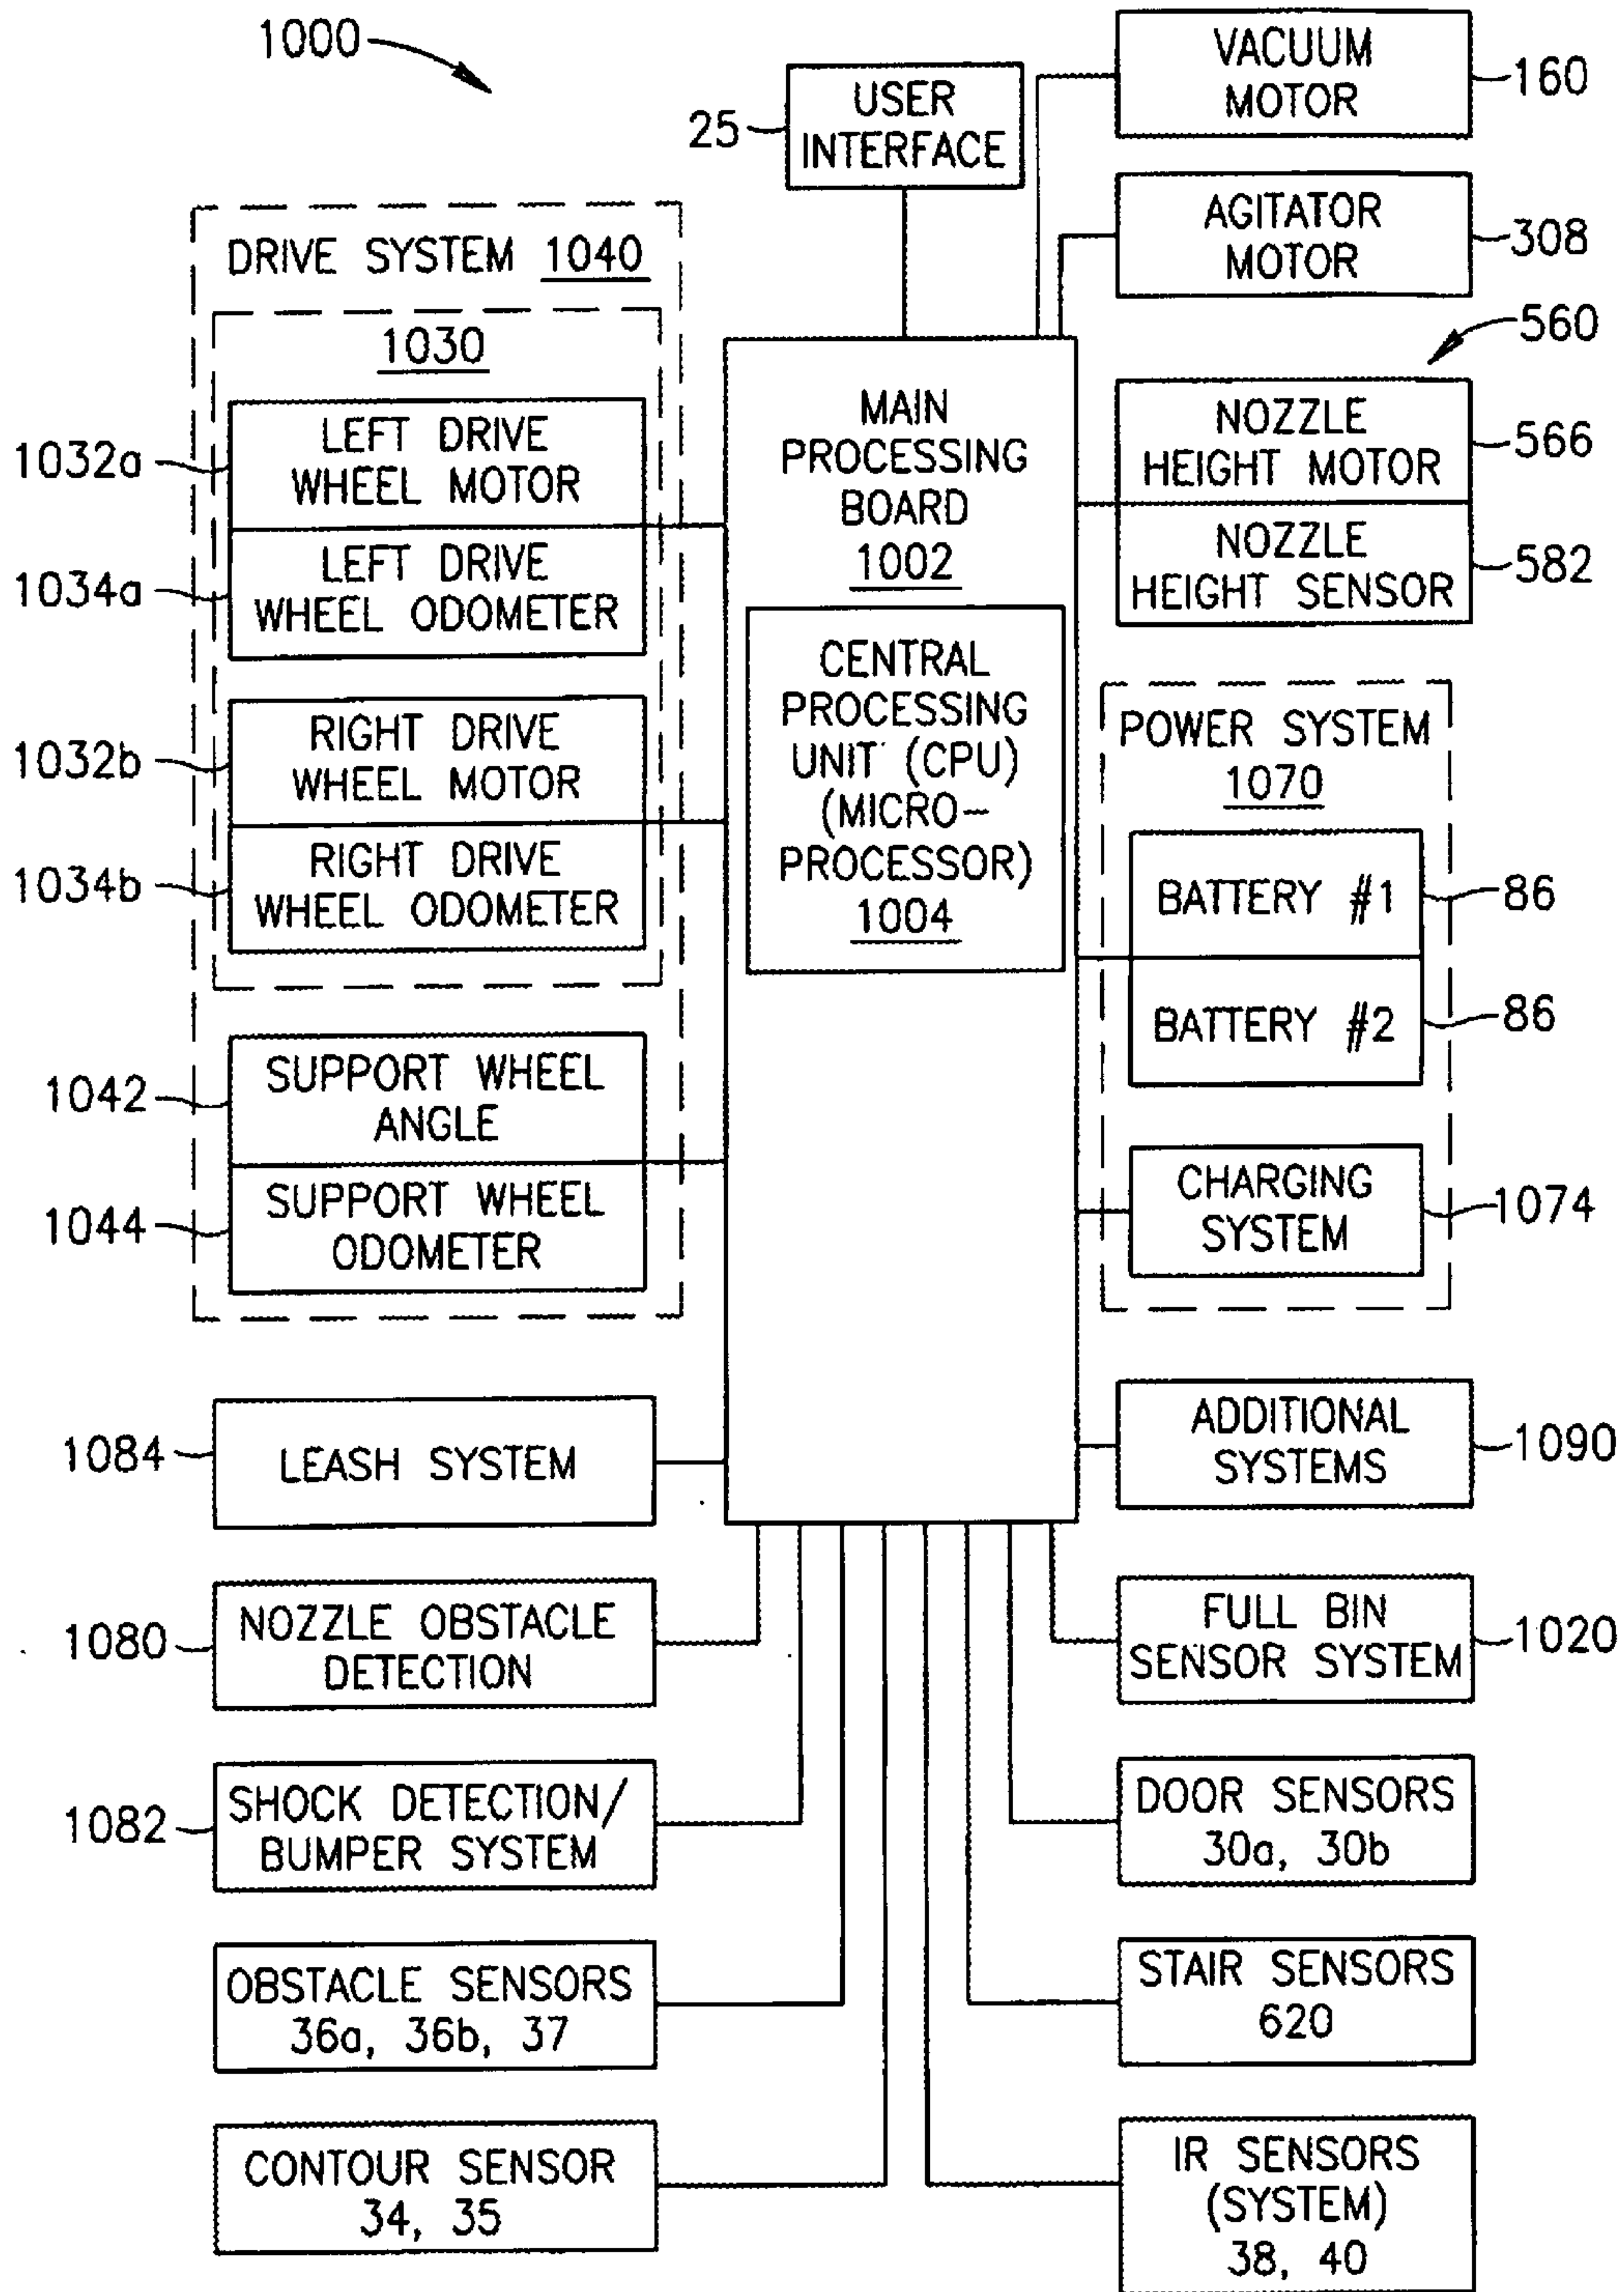 1000
USER
INTERFACE
25
VACUUM
MOTOR
160
AGITATOR
MOTOR
308
560
NOZZLE
HEIGHT MOTOR
566
NOZZLE
HEIGHT SENSOR
582
DRIVE SYSTEM 1040
1030
LEFT DRIVE
WHEEL MOTOR
1032a
LEFT DRIVE
WHEEL ODOMETER
1034a
RIGHT DRIVE
WHEEL MOTOR
1032b
RIGHT DRIVE
WHEEL ODOMETER
1034b
SUPPORT WHEEL
ANGLE
1042
SUPPORT WHEEL
ODOMETER
1044
MAIN
PROCESSING
BOARD
1002
CENTRAL
PROCESSING
UNIT (CPU)
(MICRO-
PROCESSOR)
1004
POWER SYSTEM
1070
BATTERY #1
86
BATTERY #2
86
CHARGING
SYSTEM
1074
LEASH SYSTEM
1084
ADDITIONAL
SYSTEMS
1090
NOZZLE OBSTACLE
DETECTION
1080
FULL BIN
SENSOR SYSTEM
1020
SHOCK DETECTION/
BUMPER SYSTEM
1082
DOOR SENSORS
30a, 30b
OBSTACLE SENSORS
36a, 36b, 37
STAIR SENSORS
620
CONTOUR SENSOR
34, 35
IR SENSORS
(SYSTEM)
38, 40